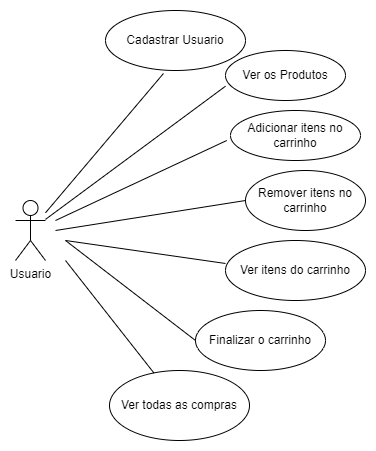 Cadastrar Usuario
Ver os Produtos
Adicionar itens no
carrinho
Remover itens no
carrinho
Ver itens do carrinho
Finalizar o carrinho
Ver todas as compras
Usuario